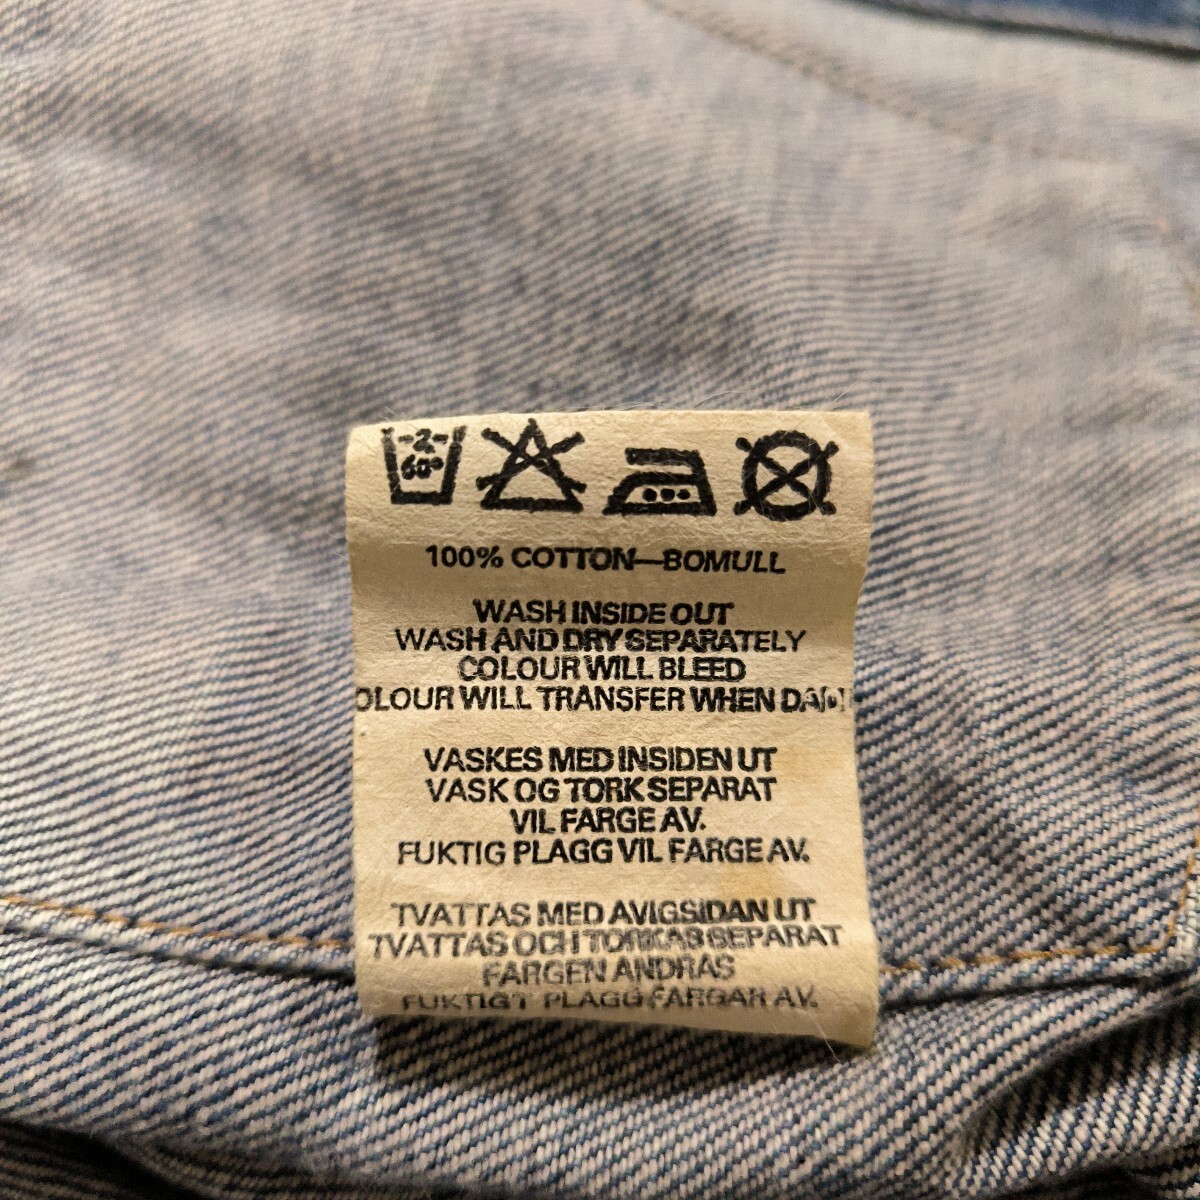 -2-
60°
100% COTTON—BOMULL
WASH INSIDE OUT
WASH AND DRY SEPARATELY
COLOUR WILL BLEED
OLOUR WILL TRANSFER WHEN DAM
VASKES MED INSIDEN UT
VASK OG TORK SEPARAT
VIL FARGE AV.
FUKTIG PLAGG VIL FARGE AV.
TVATTAS MED AVIGSIDAN UT
TVATTAS OCH TORKAS SEPARAT
FARGEN ANDRAS
FUKTIGT PLAGG FARGAR AV.